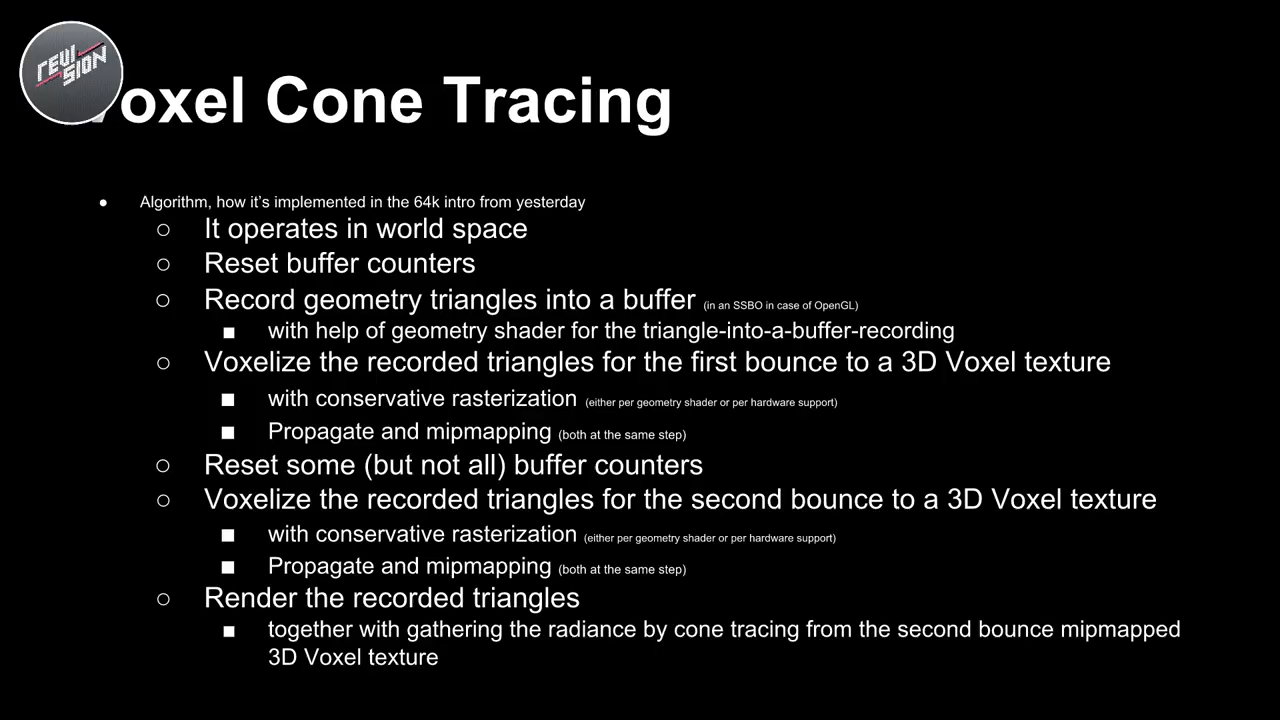 REVISION
Voxel Cone Tracing
● Algorithm, how it's implemented in the 64k intro from yesterday
○ It operates in world space
○ Reset buffer counters
○ Record geometry triangles into a buffer (in an SSBO in case of OpenGL)
■ with help of geometry shader for the triangle-into-a-buffer-recording
○ Voxelize the recorded triangles for the first bounce to a 3D Voxel texture
■ with conservative rasterization (either per geometry shader or per hardware support)
■ Propagate and mipmapping (both at the same step)
○ Reset some (but not all) buffer counters
○ Voxelize the recorded triangles for the second bounce to a 3D Voxel texture
■ with conservative rasterization (either per geometry shader or per hardware support)
■ Propagate and mipmapping (both at the same step)
○ Render the recorded triangles
■ together with gathering the radiance by cone tracing from the second bounce mipmapped
3D Voxel texture